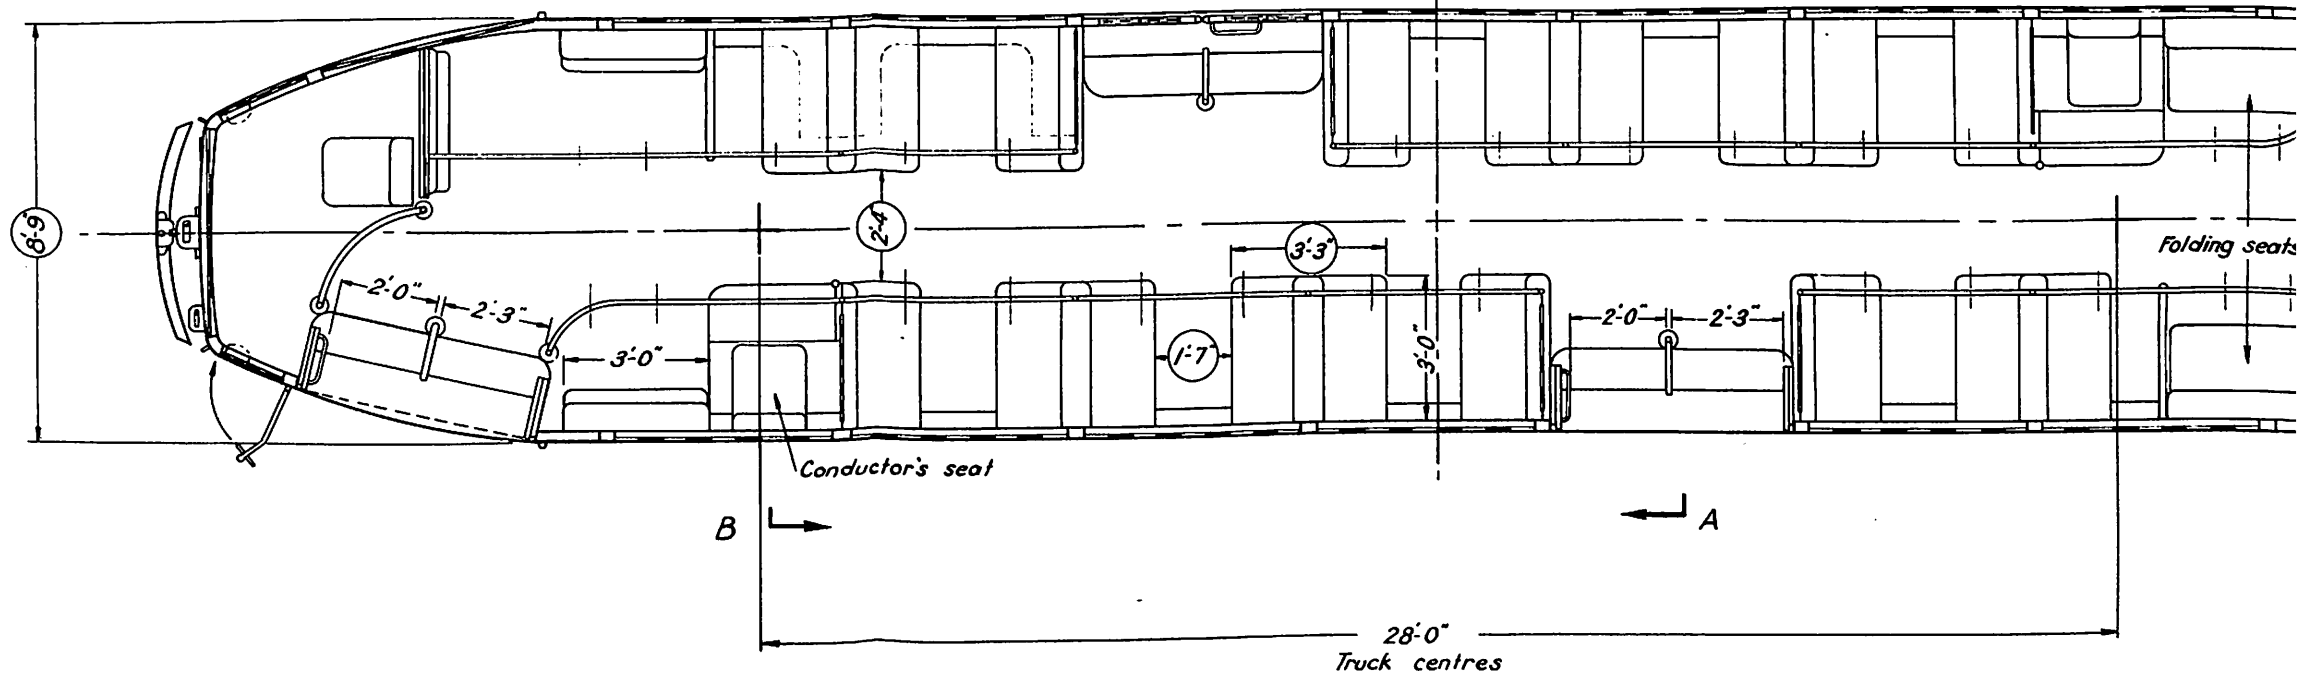 8'-9"
2'-4"
3'-3"
Folding seats
2'-0"
2'-3"
3'-0"
1'-7"
3'-0"
2'-0"
2'-3"
Conductor's seat
B
A
28'-0"
Truck centres